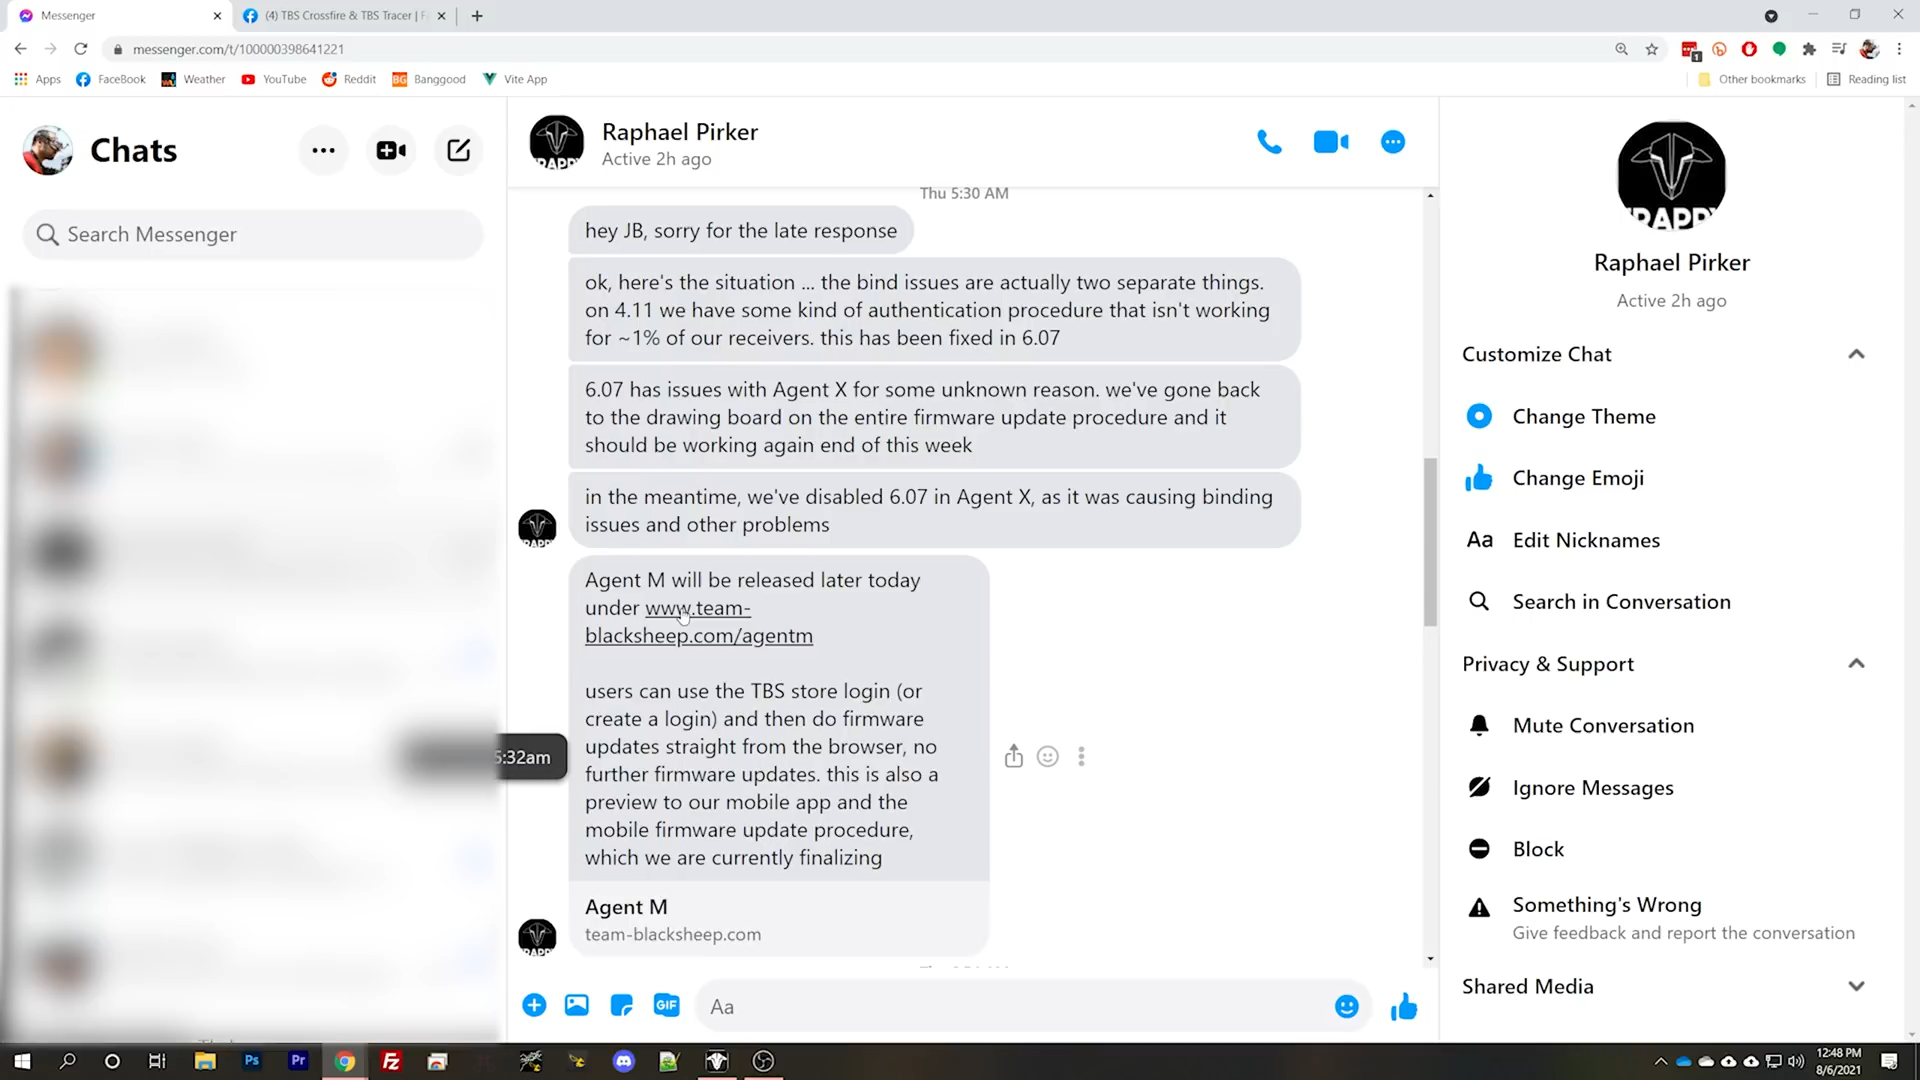 Messenger
(4) TBS Crossfire & TBS Tracer |
messenger.com/t/100000398641221
1
Apps
FaceBook
Weather
YouTube
Reddit
BG Banggood
Vite App
Other bookmarks
Reading list
Chats
Search Messenger
Raphael Pirker
Active 2h ago
Thu 5:30 AM
hey JB, sorry for the late response
ok, here's the situation ... the bind issues are actually two separate things.
on 4.11 we have some kind of authentication procedure that isn't working
for ~1% of our receivers. this has been fixed in 6.07
6.07 has issues with Agent X for some unknown reason. we've gone back
to the drawing board on the entire firmware update procedure and it
should be working again end of this week
in the meantime, we've disabled 6.07 in Agent X, as it was causing binding
issues and other problems
Agent M will be released later today
under www.team-
blacksheep.com/agentm
users can use the TBS store login (or
create a login) and then do firmware
updates straight from the browser, no
further firmware updates. this is also a
preview to our mobile app and the
mobile firmware update procedure,
which we are currently finalizing
5:32am
Agent M
team-blacksheep.com
GIF
Aa
Raphael Pirker
Active 2h ago
Customize Chat
Change Theme
Change Emoji
Aa Edit Nicknames
Search in Conversation
Privacy & Support
Mute Conversation
Ignore Messages
Block
Something's Wrong
Give feedback and report the conversation
Shared Media
Ps
Pr
12:48 PM
8/6/2021